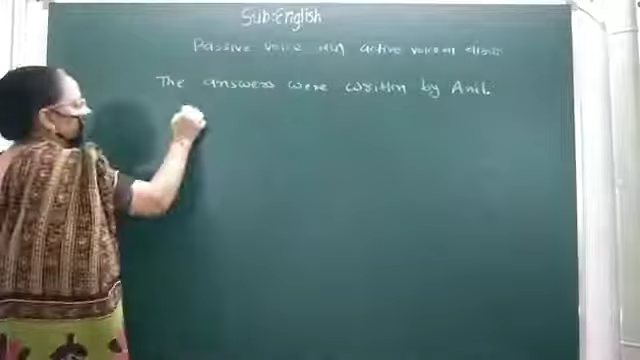 Sub:English
Passive voice active voice
The answers were written by Anil.